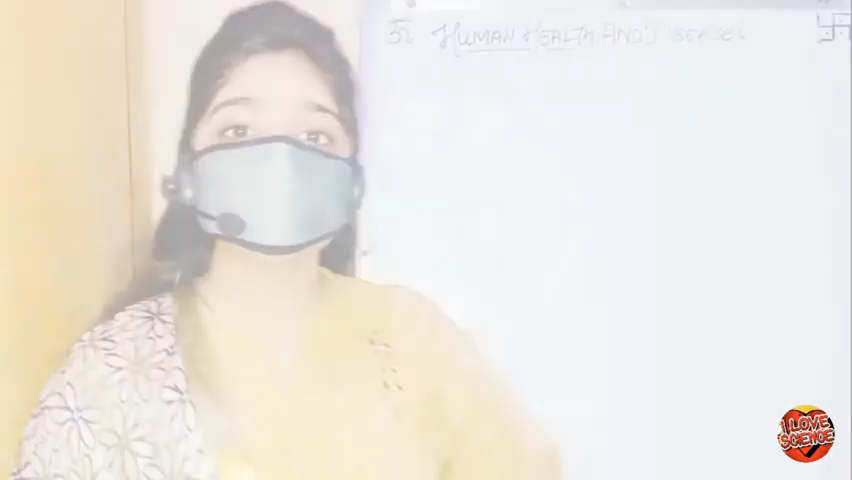 ॐ HUMAN HEALTH AND DISEASES
I LOVE
SCIENCE